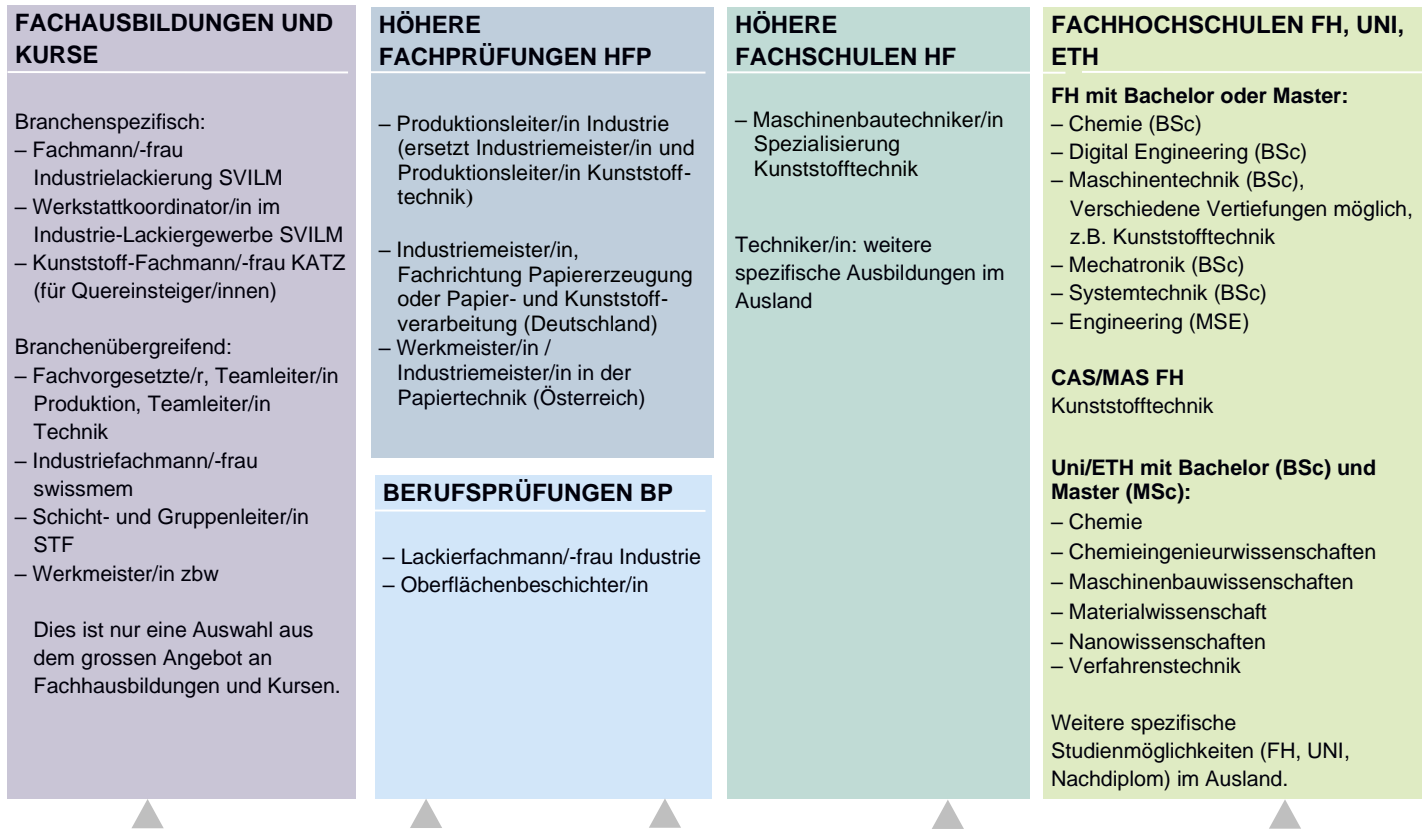 FACHAUSBILDUNGEN UND
KURSE
Branchenspezifisch:
– Fachmann/-frau
Industrielackierung SVILM
– Werkstattkoordinator/in im
Industrie-Lackiergewerbe SVILM
– Kunststoff-Fachmann/-frau KATZ
(für Quereinsteiger/innen)
Branchenübergreifend:
– Fachvorgesetzte/r, Teamleiter/in
Produktion, Teamleiter/in
Technik
– Industriefachmann/-frau
swissmem
– Schicht- und Gruppenleiter/in
STF
– Werkmeister/in zbw
Dies ist nur eine Auswahl aus
dem grossen Angebot an
Fachhausbildungen und Kursen.
HÖHERE
FACHPRÜFUNGEN HFP
– Produktionsleiter/in Industrie
(ersetzt Industriemeister/in und
Produktionsleiter/in Kunststoff-
technik)
– Industriemeister/in,
Fachrichtung Papiererzeugung
oder Papier- und Kunststoff-
verarbeitung (Deutschland)
– Werkmeister/in /
Industriemeister/in in der
Papiertechnik (Österreich)
BERUFSPRÜFUNGEN BP
– Lackierfachmann/-frau Industrie
– Oberflächenbeschichter/in
HÖHERE
FACHSCHULEN HF
– Maschinenbautechniker/in
Spezialisierung
Kunststofftechnik
Techniker/in: weitere
spezifische Ausbildungen im
Ausland
FACHHOCHSCHULEN FH, UNI,
ETH
FH mit Bachelor oder Master:
– Chemie (BSc)
– Digital Engineering (BSc)
– Maschinentechnik (BSc),
Verschiedene Vertiefungen möglich,
z.B. Kunststofftechnik
– Mechatronik (BSc)
– Systemtechnik (BSc)
– Engineering (MSE)
CAS/MAS FH
Kunststofftechnik
Uni/ETH mit Bachelor (BSc) und
Master (MSc):
– Chemie
– Chemieingenieurwissenschaften
– Maschinenbauwissenschaften
– Materialwissenschaft
– Nanowissenschaften
– Verfahrenstechnik
Weitere spezifische
Studienmöglichkeiten (FH, UNI,
Nachdiplom) im Ausland.